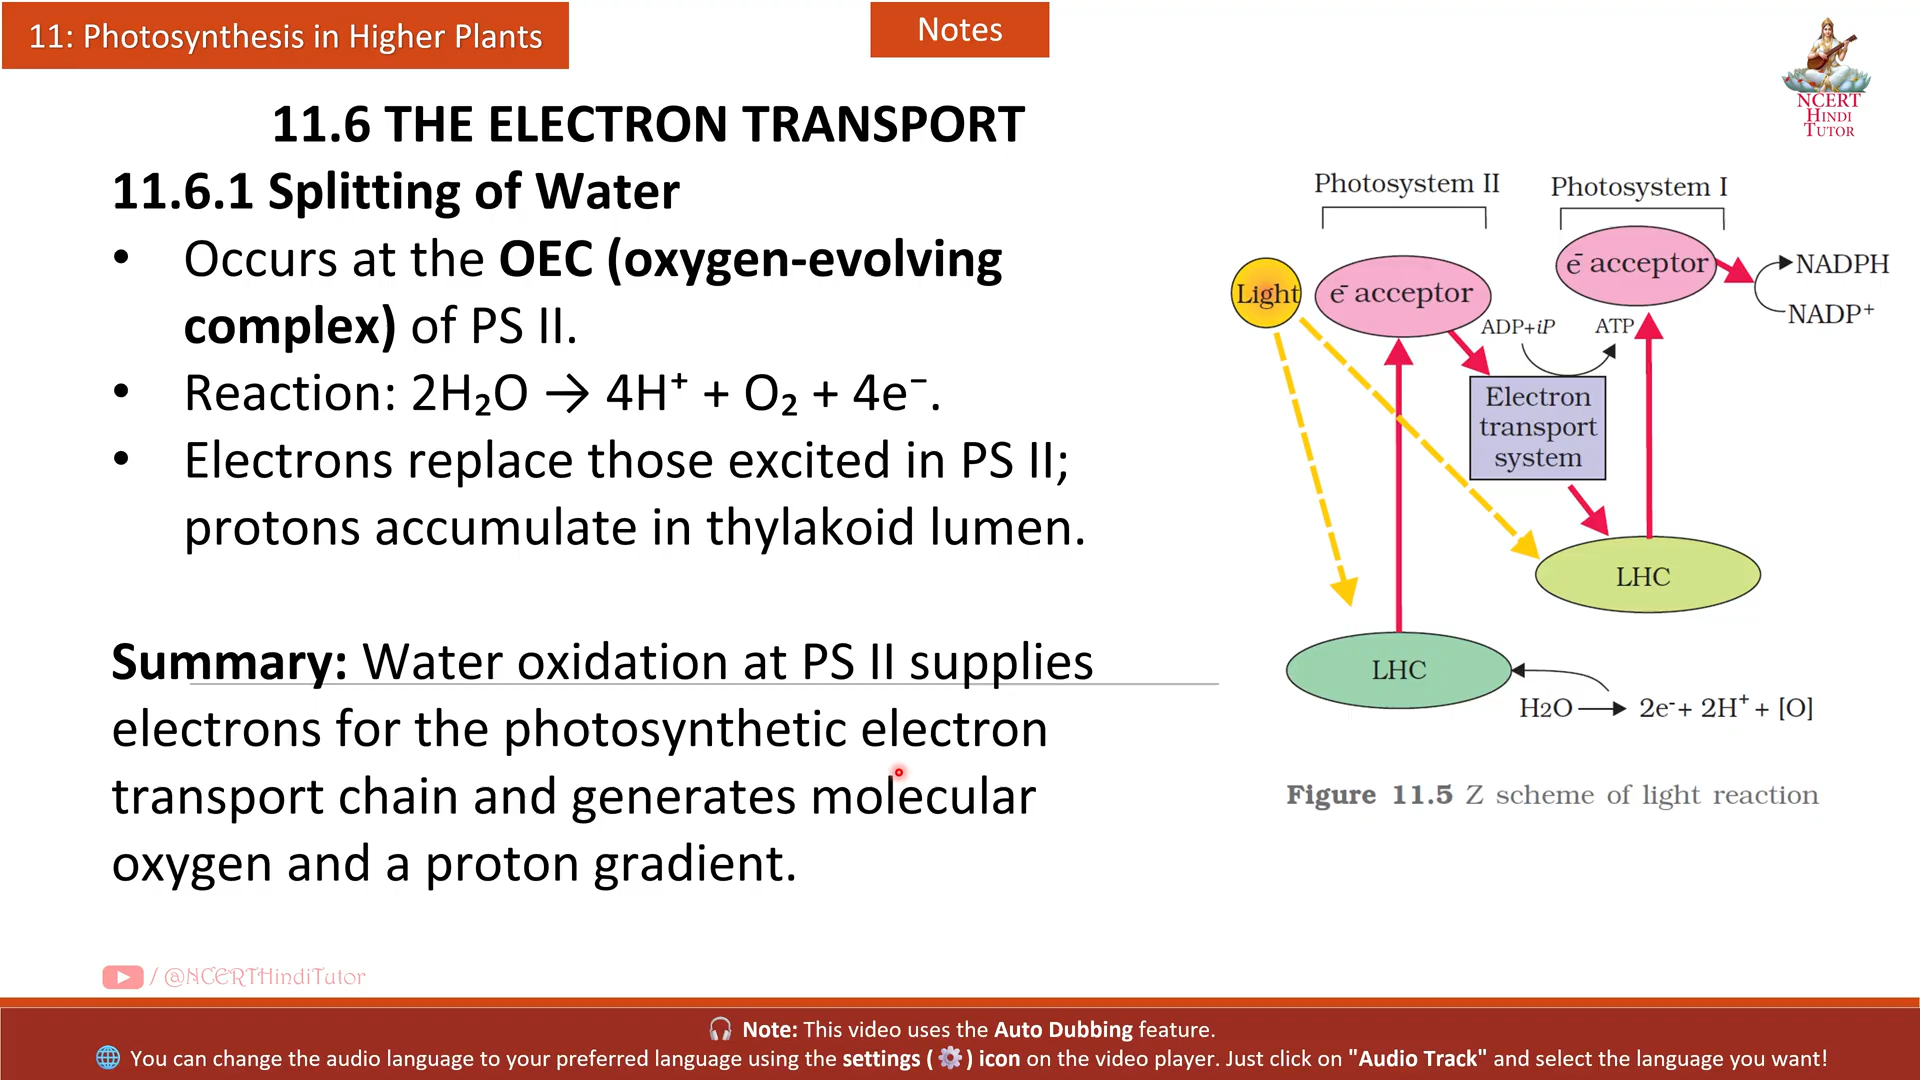 11: Photosynthesis in Higher Plants
Notes
NCERT
HINDI
TUTOR
11.6 THE ELECTRON TRANSPORT
11.6.1 Splitting of Water
• Occurs at the OEC (oxygen-evolving
complex) of PS II.
• Reaction: 2H₂O → 4H⁺ + O₂ + 4e⁻.
• Electrons replace those excited in PS II;
protons accumulate in thylakoid lumen.
Summary: Water oxidation at PS II supplies
electrons for the photosynthetic electron
transport chain and generates molecular
oxygen and a proton gradient.
Photosystem II
Photosystem I
Light
e⁻ acceptor
e⁻ acceptor
NADPH
NADP⁺
ADP+iP
ATP
Electron
transport
system
LHC
LHC
H2O → 2e⁻+ 2H⁺ + [O]
Figure 11.5 Z scheme of light reaction
/ @NCERTHindiTutor
🎧 Note: This video uses the Auto Dubbing feature.
🌐 You can change the audio language to your preferred language using the settings ( ⚙️ ) icon on the video player. Just click on "Audio Track" and select the language you want!